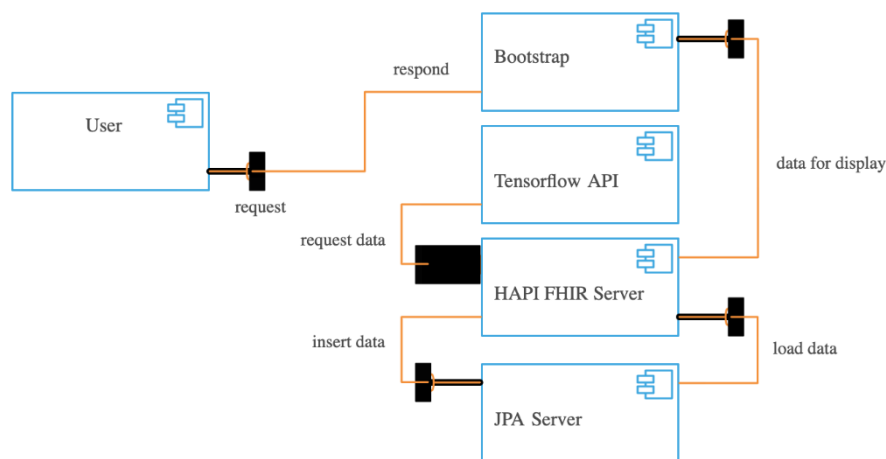 Bootstrap
respond
User
data for display
Tensorflow API
request
request data
HAPI FHIR Server
insert data
load data
JPA Server